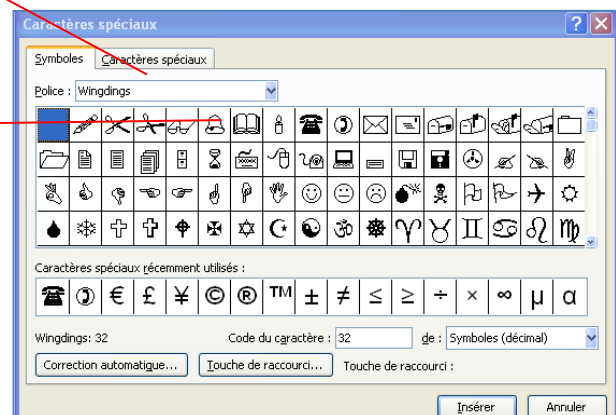 Caractères spéciaux
Symboles Caractères spéciaux
Police : Wingdings
Caractères spéciaux récemment utilisés :
☎ ✆ € £ ¥ © ® ™ ± ≠ ≤ ≥ ÷ × ∞ µ α
Wingdings: 32 Code du caractère : 32 de : Symboles (décimal)
Correction automatique... Touche de raccourci... Touche de raccourci :
Insérer Annuler